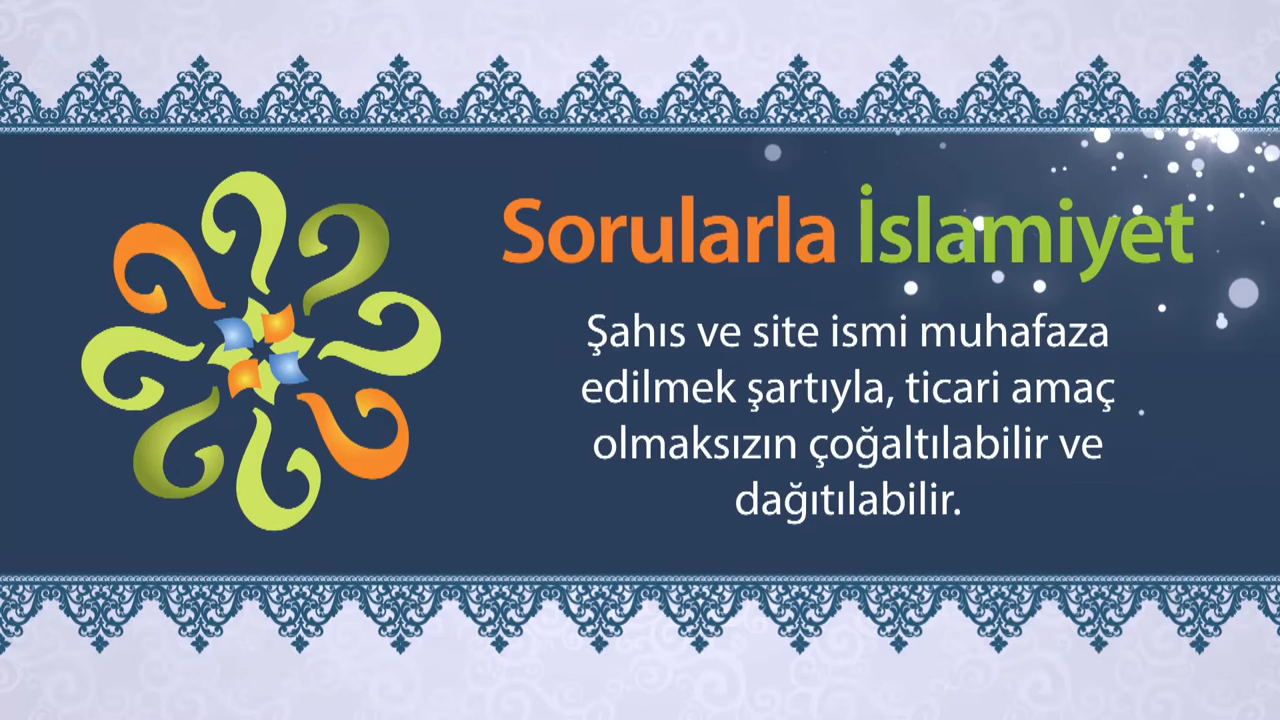 Sorularla İslamiyet
Şahıs ve site ismi muhafaza
edilmek şartıyla, ticari amaç
olmaksızın çoğaltılabilir ve
dağıtılabilir.